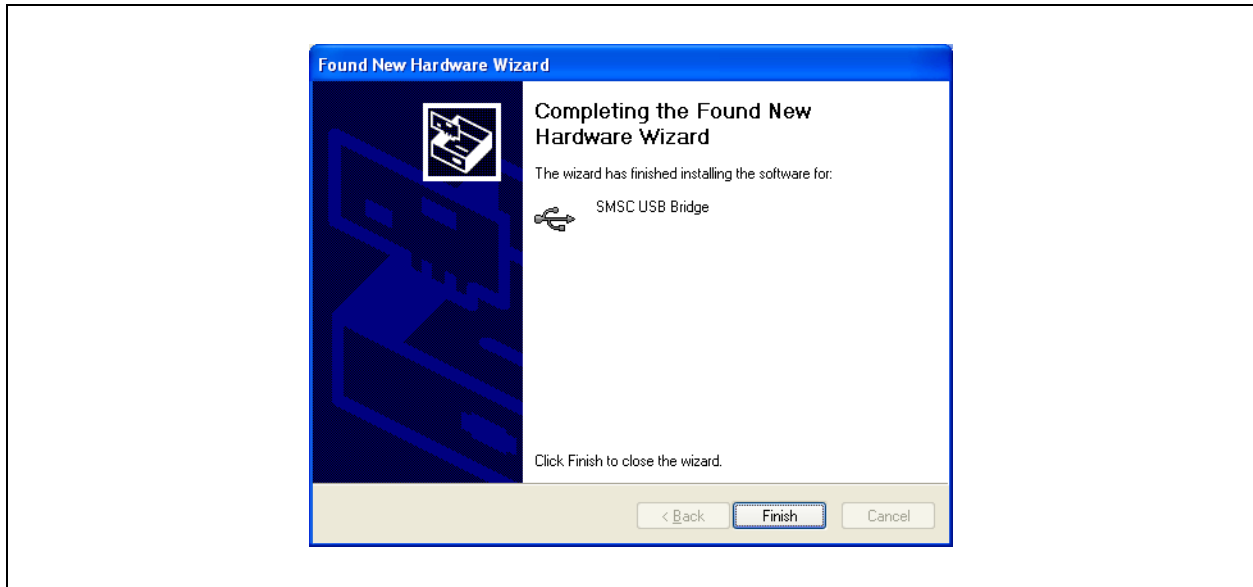 Found New Hardware Wizard
Completing the Found New
Hardware Wizard
The wizard has finished installing the software for:
SMSC USB Bridge
Click Finish to close the wizard.
< Back
Finish
Cancel